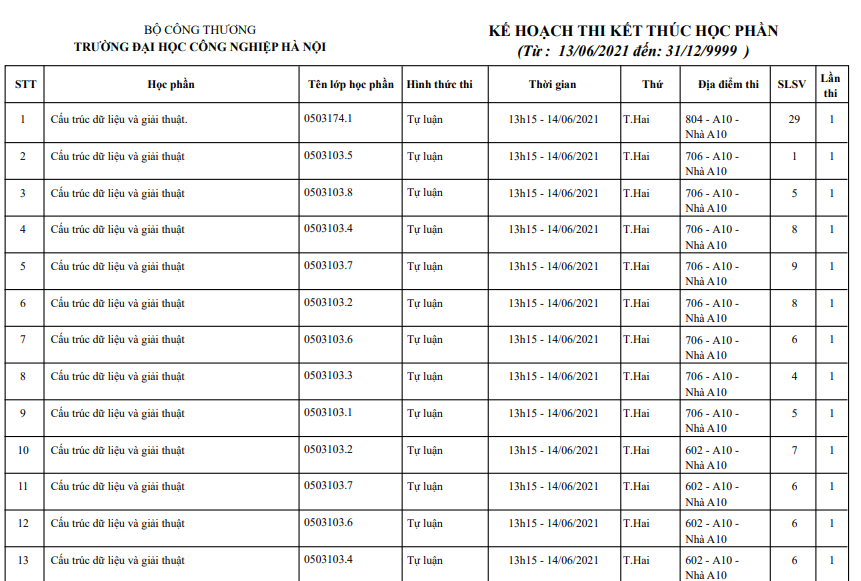 BỘ CÔNG THƯƠNG
TRƯỜNG ĐẠI HỌC CÔNG NGHIỆP HÀ NỘI
KẾ HOẠCH THI KẾT THÚC HỌC PHẦN
(Từ : 13/06/2021 đến: 31/12/9999 )
STT Học phần Tên lớp học phần Hình thức thi Thời gian Thứ Địa điểm thi SLSV Lần
thi
1 Cấu trúc dữ liệu và giải thuật. 0503174.1 Tự luận 13h15 - 14/06/2021 T.Hai 804 - A10 - 29 1
Nhà A10
2 Cấu trúc dữ liệu và giải thuật 0503103.5 Tự luận 13h15 - 14/06/2021 T.Hai 706 - A10 - 1 1
Nhà A10
3 Cấu trúc dữ liệu và giải thuật 0503103.8 Tự luận 13h15 - 14/06/2021 T.Hai 706 - A10 - 5 1
Nhà A10
4 Cấu trúc dữ liệu và giải thuật 0503103.4 Tự luận 13h15 - 14/06/2021 T.Hai 706 - A10 - 8 1
Nhà A10
5 Cấu trúc dữ liệu và giải thuật 0503103.7 Tự luận 13h15 - 14/06/2021 T.Hai 706 - A10 - 9 1
Nhà A10
6 Cấu trúc dữ liệu và giải thuật 0503103.2 Tự luận 13h15 - 14/06/2021 T.Hai 706 - A10 - 8 1
Nhà A10
7 Cấu trúc dữ liệu và giải thuật 0503103.6 Tự luận 13h15 - 14/06/2021 T.Hai 706 - A10 - 6 1
Nhà A10
8 Cấu trúc dữ liệu và giải thuật 0503103.3 Tự luận 13h15 - 14/06/2021 T.Hai 706 - A10 - 4 1
Nhà A10
9 Cấu trúc dữ liệu và giải thuật 0503103.1 Tự luận 13h15 - 14/06/2021 T.Hai 706 - A10 - 5 1
Nhà A10
10 Cấu trúc dữ liệu và giải thuật 0503103.2 Tự luận 13h15 - 14/06/2021 T.Hai 602 - A10 - 7 1
Nhà A10
11 Cấu trúc dữ liệu và giải thuật 0503103.7 Tự luận 13h15 - 14/06/2021 T.Hai 602 - A10 - 6 1
Nhà A10
12 Cấu trúc dữ liệu và giải thuật 0503103.6 Tự luận 13h15 - 14/06/2021 T.Hai 602 - A10 - 6 1
Nhà A10
13 Cấu trúc dữ liệu và giải thuật 0503103.4 Tự luận 13h15 - 14/06/2021 T.Hai 602 - A10 - 6 1
Nhà A10